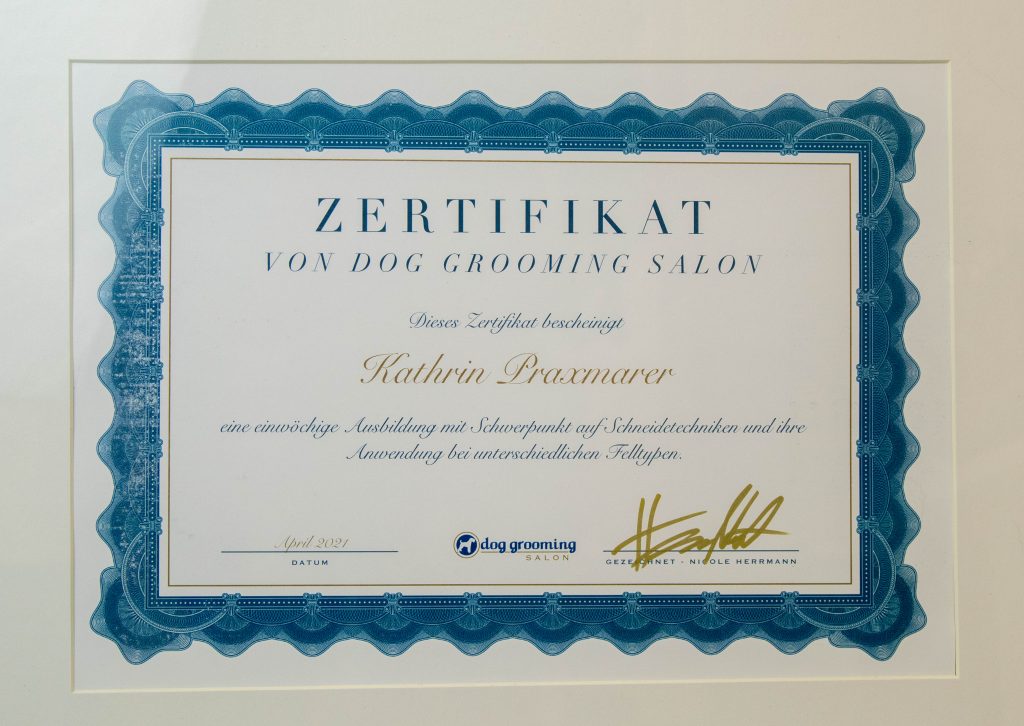 ZERTIFIKAT
VON DOG GROOMING SALON
Dieses Zertifikat bescheinigt
Kathrin Praxmarer
eine einwöchige Ausbildung mit Schwerpunkt auf Schneidetechniken und ihre
Anwendung bei unterschiedlichen Felltypen.
April 2021
DATUM
dog grooming
SALON
GEZEICHNET - NICOLE HERRMANN